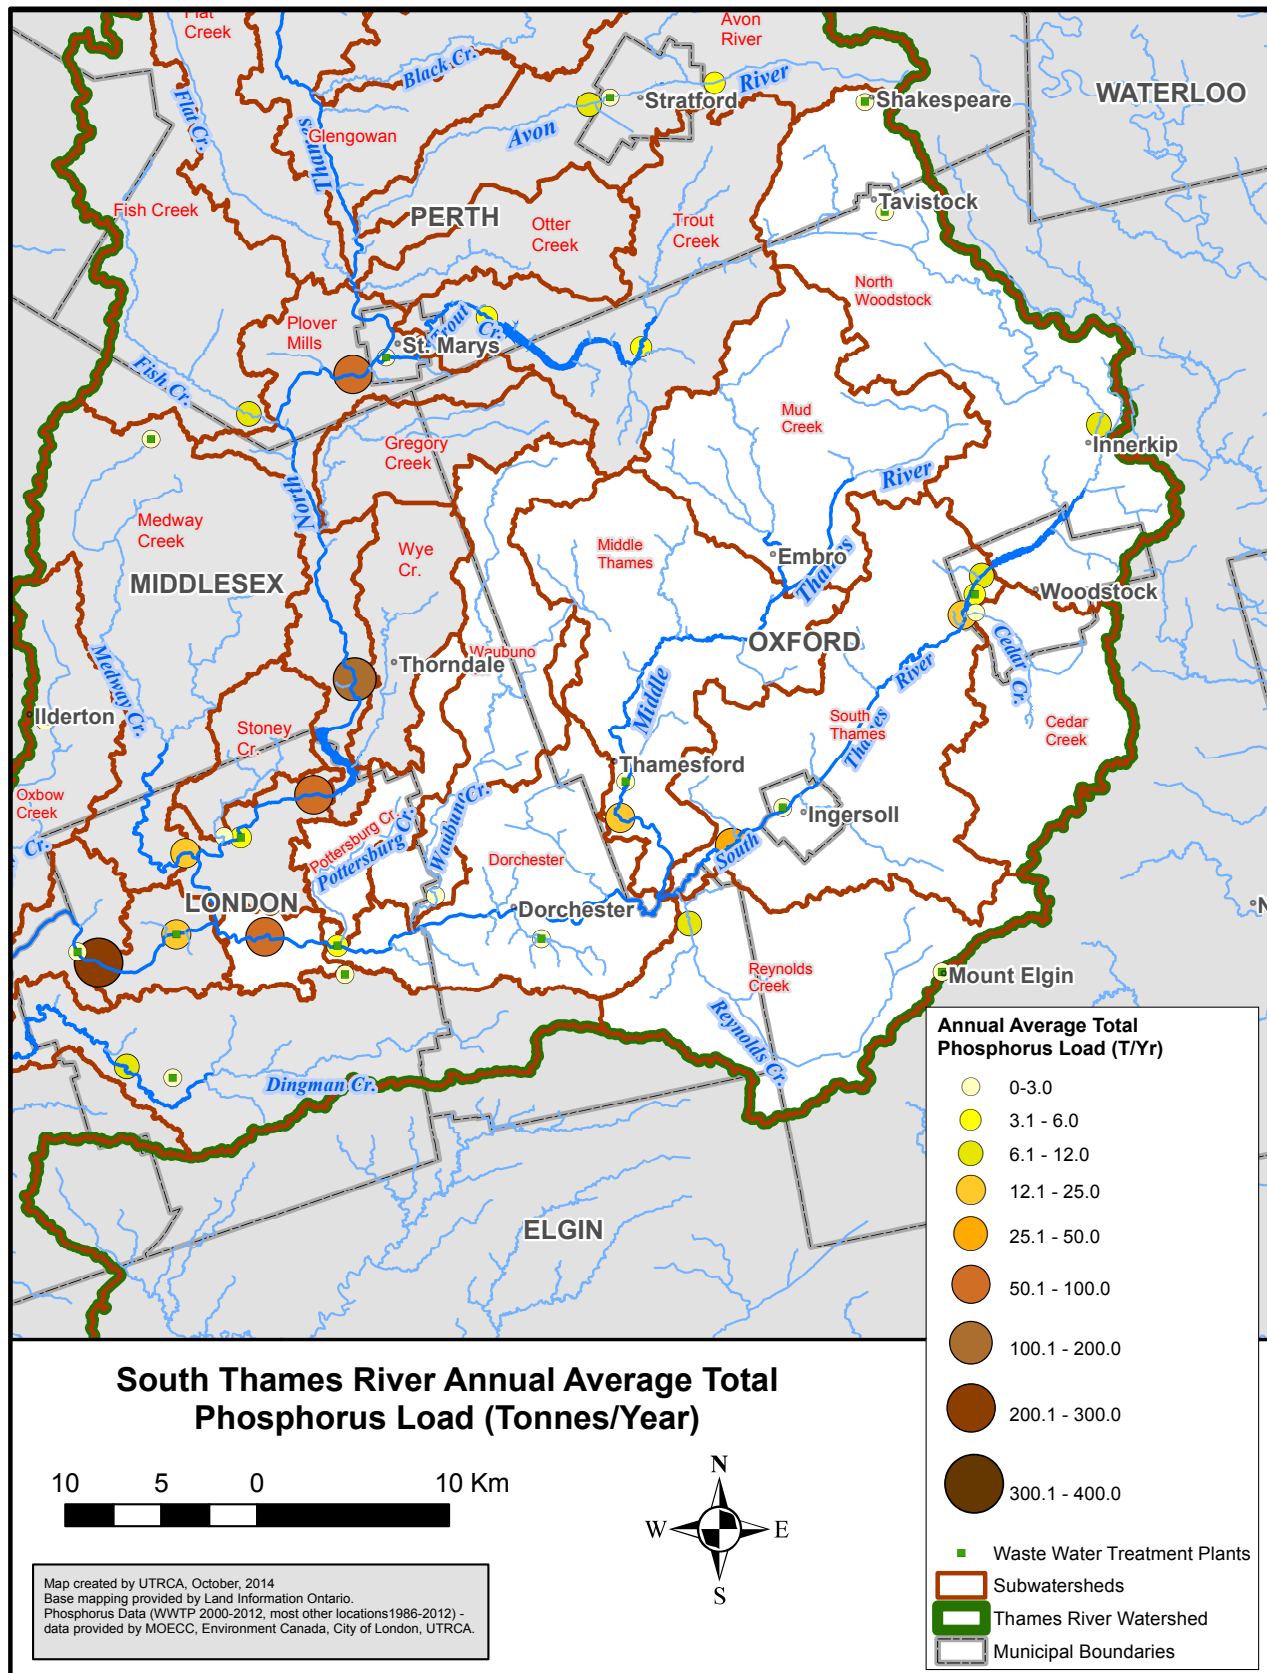 Flat
Creek
Avon
River
Black Cr.
River
Stratford
Shakespeare
WATERLOO
Flat Cr.
Thames
Glengowan
Avon
Fish Creek
PERTH
Otter
Creek
Trout
Creek
Tavistock
North
Woodstock
Plover
Mills
Trout
Cr.
St. Marys
Fish Cr.
Mud
Creek
Innerkip
Gregory
Creek
River
North
Medway
Creek
Wye
Cr.
Middle
Thames
Embro
Thames
MIDDLESEX
Woodstock
OXFORD
Medway Cr.
Waubuno
Thorndale
Cedar Cr.
River
Middle
Ilderton
Stoney
Cr.
South
Thames
Thames
Cedar
Creek
Thamesford
Oxbow
Creek
Cr.
Pottersburg Cr.
Pottersburg Cr.
Waubuno Cr.
Ingersoll
South
Dorchester
LONDON
Dorchester
Reynolds
Creek
Mount Elgin
Reynolds Cr.
Dingman Cr.
ELGIN
Annual Average Total
Phosphorus Load (T/Yr)
0-3.0
3.1 - 6.0
6.1 - 12.0
12.1 - 25.0
25.1 - 50.0
50.1 - 100.0
100.1 - 200.0
200.1 - 300.0
300.1 - 400.0
Waste Water Treatment Plants
Subwatersheds
Thames River Watershed
Municipal Boundaries
South Thames River Annual Average Total
Phosphorus Load (Tonnes/Year)
10 5 0 10 Km
N
W E
S
Map created by UTRCA, October, 2014
Base mapping provided by Land Information Ontario.
Phosphorus Data (WWTP 2000-2012, most other locations1986-2012) -
data provided by MOECC, Environment Canada, City of London, UTRCA.